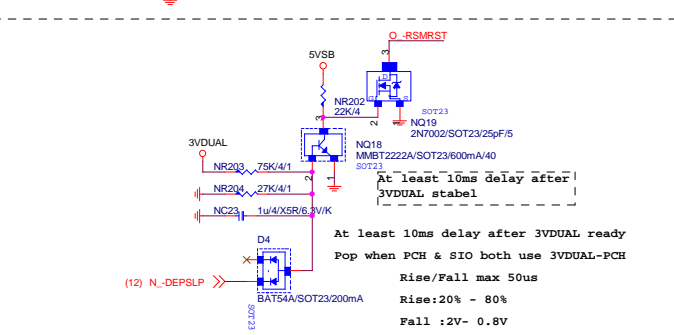 O_-RSMRST
3
5VSB
D
NR202
22K/4
G
S
SOT23
2
1
NQ19
2N7002/SOT23/25pF/5
3
3VDUAL
NQ18
MMBT2222A/SOT23/600mA/40
SOT23
NR203
75K/4/1
2
1
At least 10ms delay after
3VDUAL stabel
NR204
27K/4/1
NC23
1u/4/X5R/6.3V/K
At least 10ms delay after 3VDUAL ready
D4
Pop when PCH & SIO both use 3VDUAL-PCH
Rise/Fall max 50us
(12) N_-DEPSLP
Rise:20% - 80%
BAT54A/SOT23/200mA
SOT23
Fall :2V- 0.8V